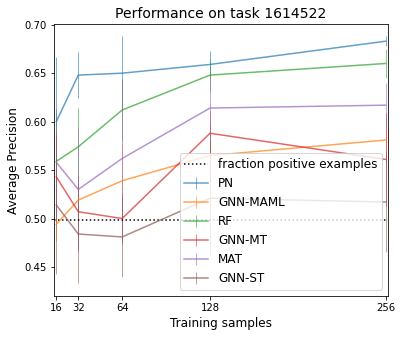 Performance on task 1614522
Average Precision
0.70
0.65
0.60
0.55
0.50
0.45
fraction positive examples
PN
GNN-MAML
RF
GNN-MT
MAT
GNN-ST
16 32 64 128 256
Training samples